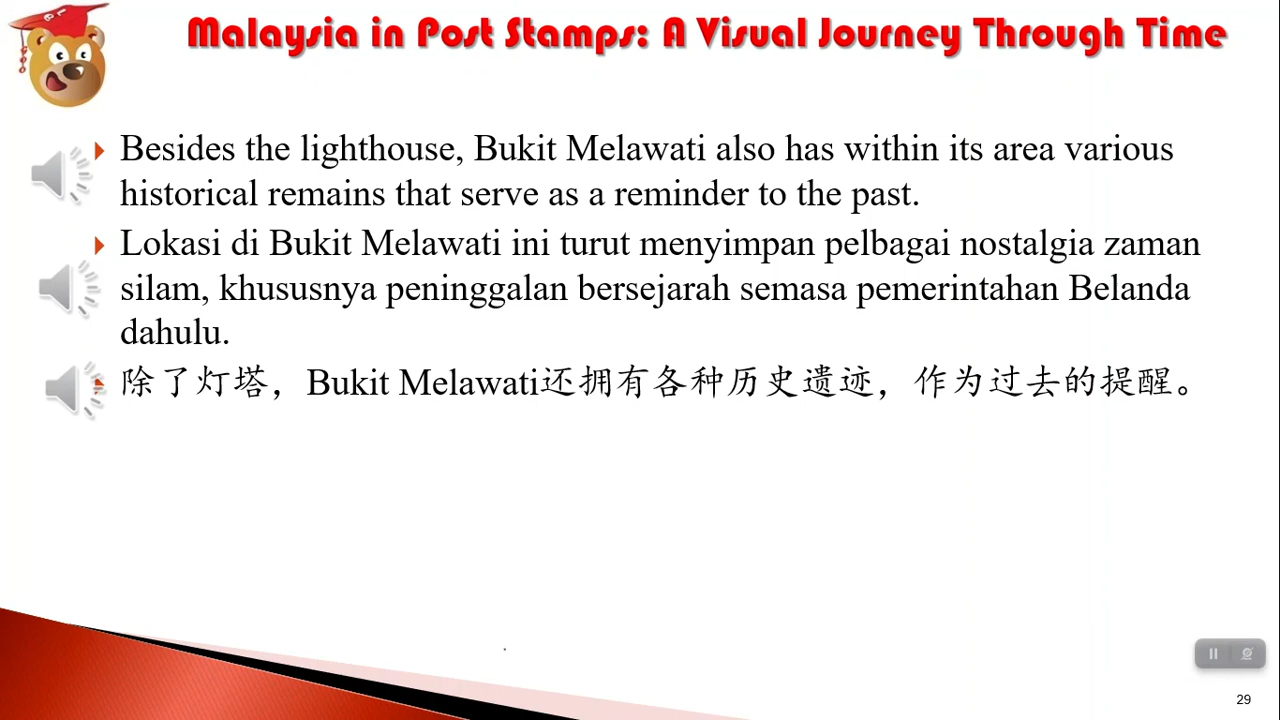 Malaysia in Post Stamps: A Visual Journey Through Time
Besides the lighthouse, Bukit Melawati also has within its area various
historical remains that serve as a reminder to the past.
Lokasi di Bukit Melawati ini turut menyimpan pelbagai nostalgia zaman
silam, khususnya peninggalan bersejarah semasa pemerintahan Belanda
dahulu.
除了灯塔，Bukit Melawati还拥有各种历史遗迹，作为过去的提醒。
29